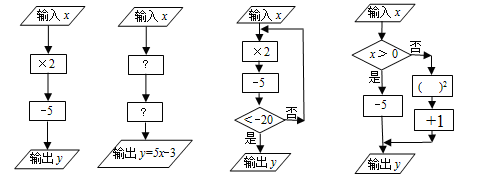 输入 x
×2
-5
输出 y
输入 x
?
?
输出 y=5x-3
输入 x
×2
-5
<-20
否
是
输出 y
输入 x
x>0
否
是
-5
( )²
+1
输出 y